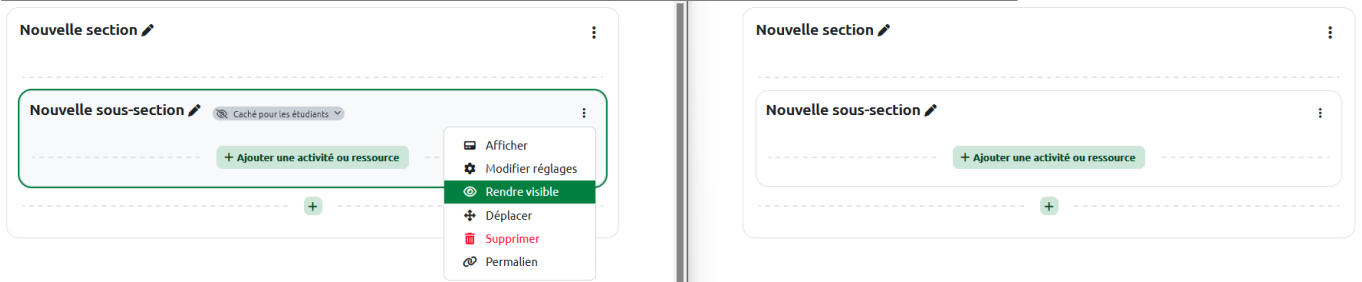 Nouvelle section
Nouvelle sous-section
Caché pour les étudiants
+ Ajouter une activité ou ressource
Afficher
Modifier réglages
Rendre visible
Déplacer
Supprimer
Permalien
+
Nouvelle section
Nouvelle sous-section
+ Ajouter une activité ou ressource
+